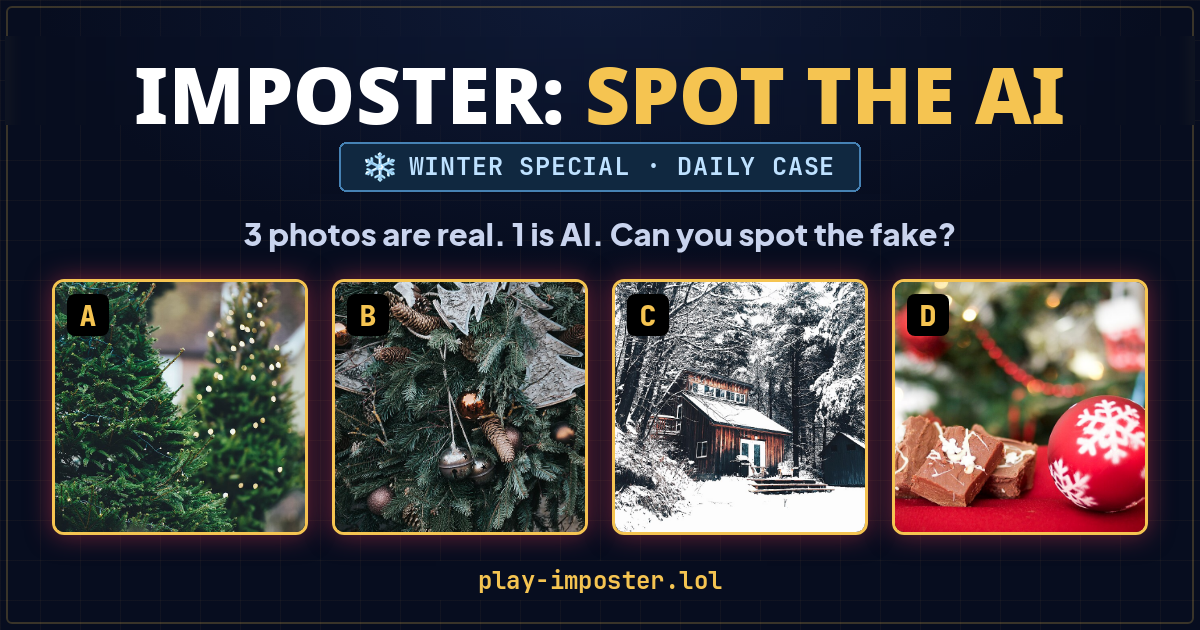 IMPOSTER: SPOT THE AI
WINTER SPECIAL · DAILY CASE
3 photos are real. 1 is AI. Can you spot the fake?
A
B
C
D
play-imposter.lol